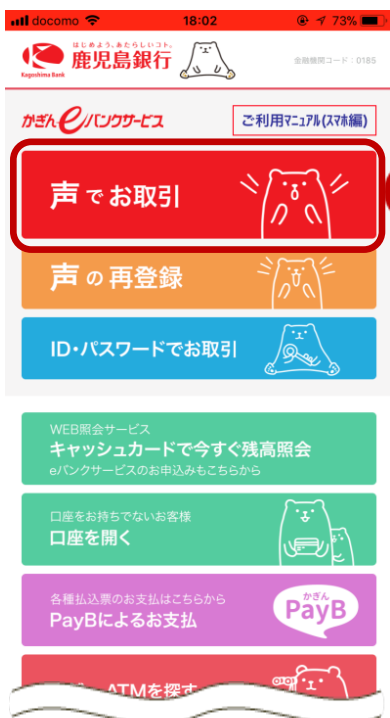 docomo 18:02 73%
はじめよう、あたらしいコト。
鹿児島銀行
Kagoshima Bank
金融機関コード：0185
かぎんeバンクサービス
ご利用マニュアル(スマホ編)
声でお取引
声の再登録
ID・パスワードでお取引
WEB照会サービス
キャッシュカードで今すぐ残高照会
eバンクサービスのお申込みもこちらから
口座をお持ちでないお客様
口座を開く
各種払込票のお支払はこちらから
PayBによるお支払
かぎん
PayB
ATMを探す